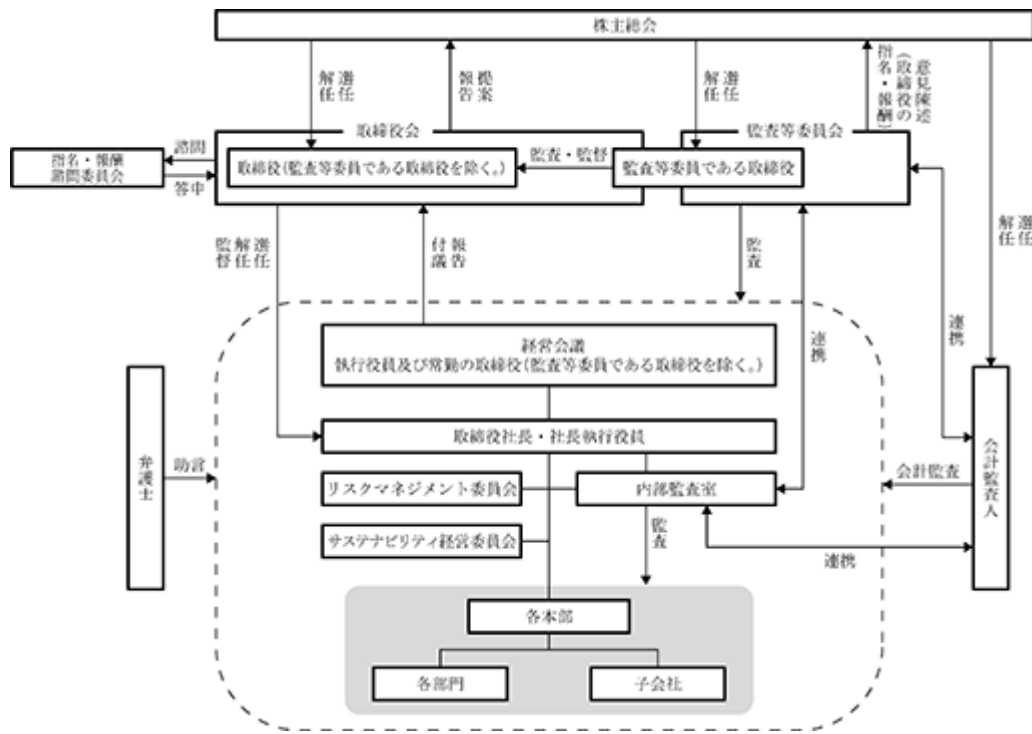 株主総会
選任
解任
提案
報告
選任
解任
意見陳述
(取締役の
指名・報酬)
選任
解任
取締役会
監査等委員会
指名・報酬
諮問委員会
諮問
答申
取締役(監査等委員である取締役を除く。)
監査・監督
監査等委員である取締役
選任
解任
監督
報告
付議
監査
連携
連携
経営会議
執行役員及び常勤の取締役(監査等委員である取締役を除く。)
取締役社長・社長執行役員
弁護士
助言
リスクマネジメント委員会
内部監査室
会計監査
会計監査人
サステナビリティ経営委員会
監査
連携
各本部
各部門
子会社